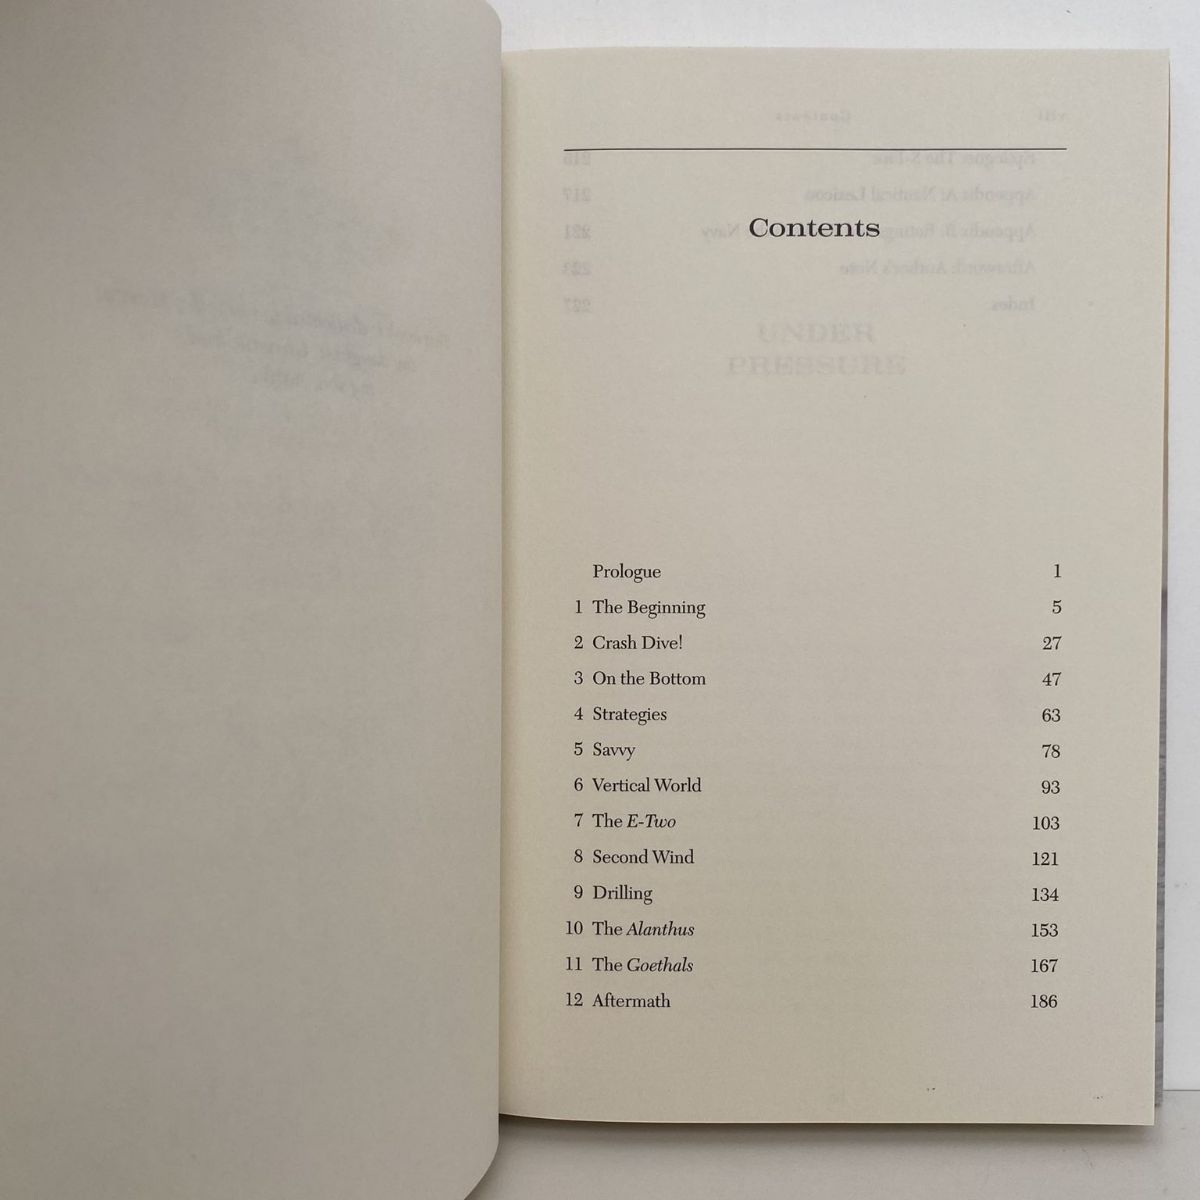 Contents
UNDER
PRESSURE
Prologue 1
1 The Beginning 5
2 Crash Dive! 27
3 On the Bottom 47
4 Strategies 63
5 Savvy 78
6 Vertical World 93
7 The E-Two 103
8 Second Wind 121
9 Drilling 134
10 The Alanthus 153
11 The Goethals 167
12 Aftermath 186